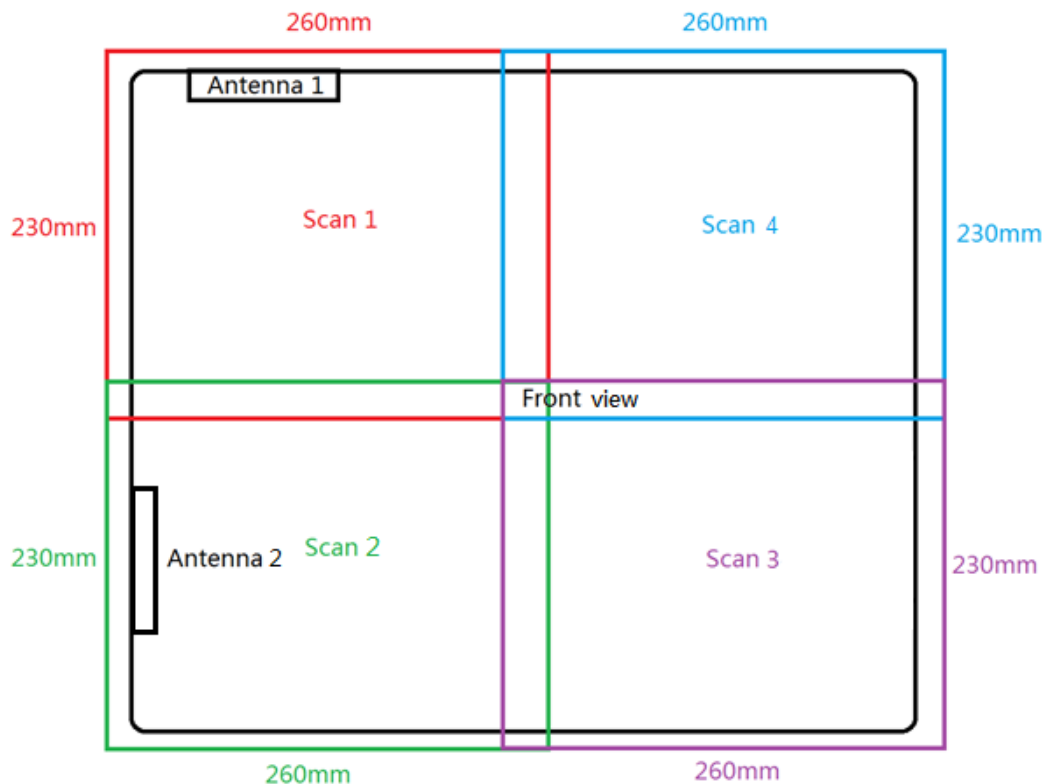 260mm
260mm
Antenna 1
Scan 1
Scan 4
230mm
230mm
Front view
Antenna 2
Scan 2
Scan 3
230mm
230mm
260mm
260mm